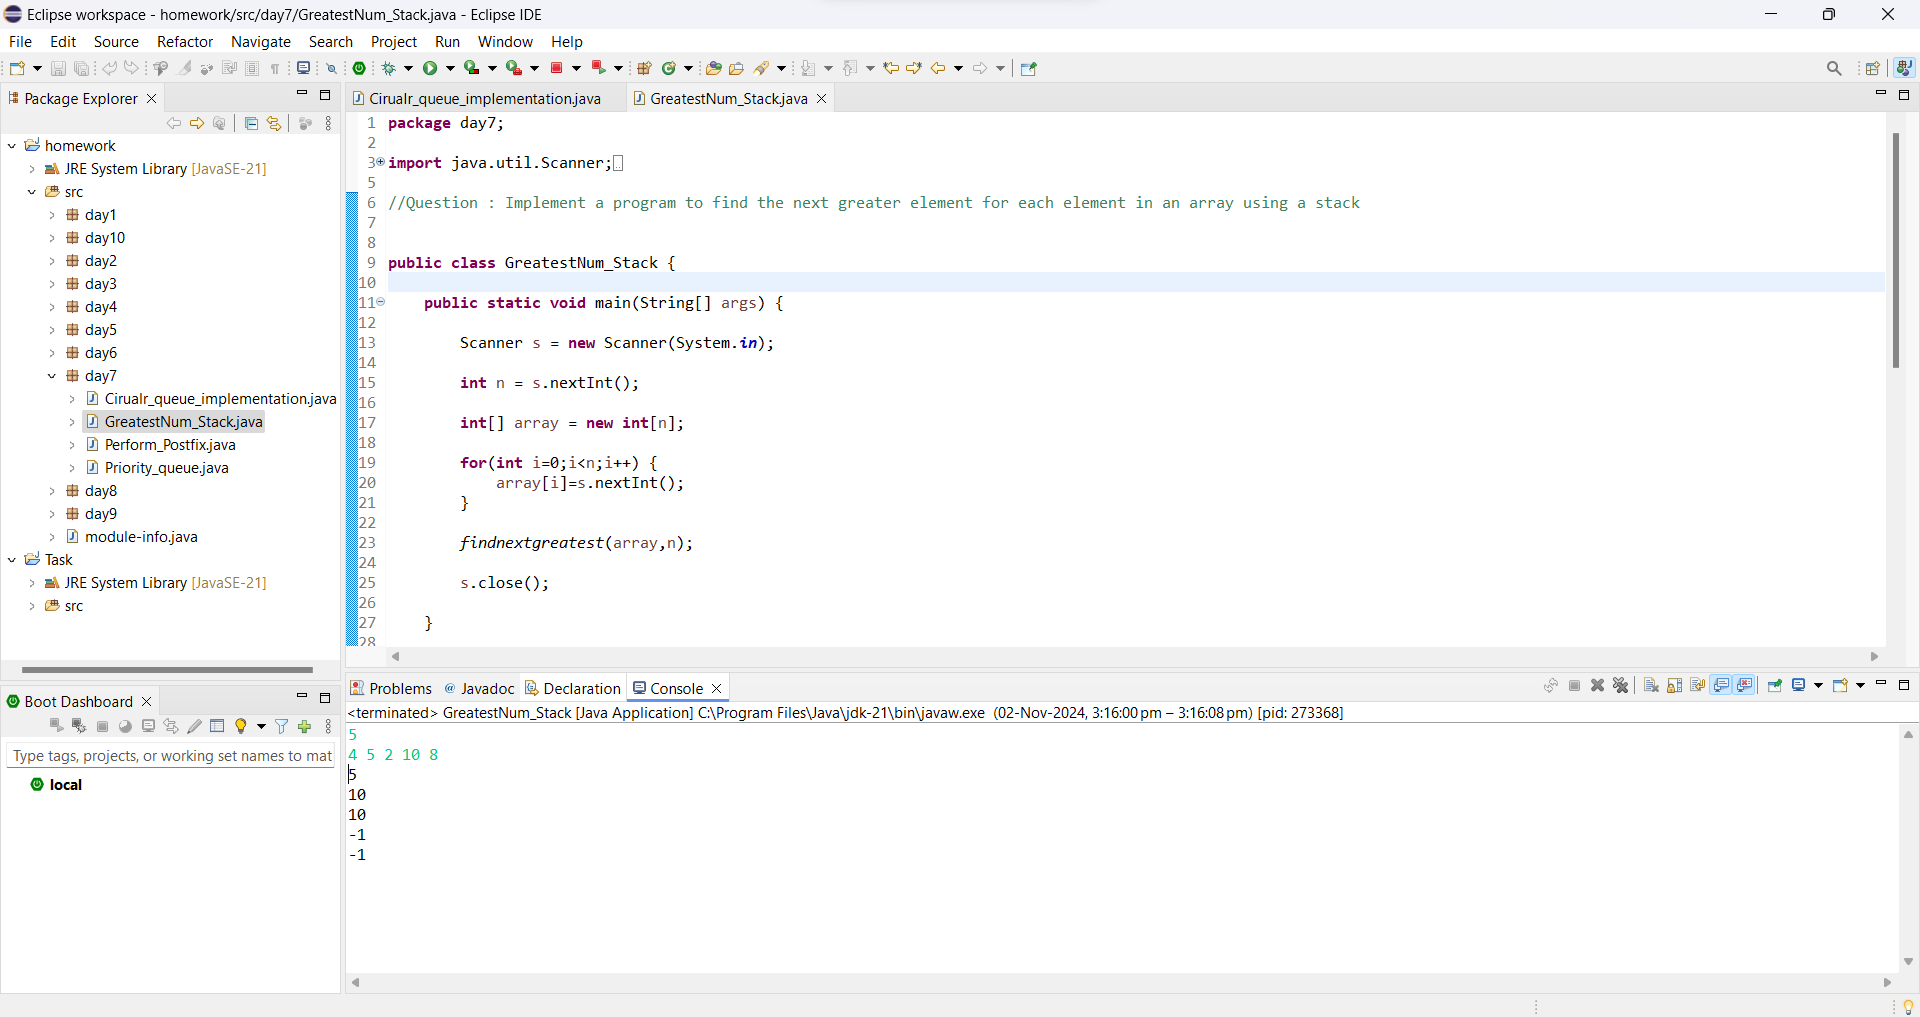 Eclipse workspace - homework/src/day7/GreatestNum_Stack.java - Eclipse IDE
File Edit Source Refactor Navigate Search Project Run Window Help
Package Explorer
homework
JRE System Library [JavaSE-21]
src
day1
day10
day2
day3
day4
day5
day6
day7
Cirualr_queue_implementation.java
GreatestNum_Stack.java
Perform_Postfix.java
Priority_queue.java
day8
day9
module-info.java
Task
JRE System Library [JavaSE-21]
src
Boot Dashboard
Type tags, projects, or working set names to mat
local
Cirualr_queue_implementation.java GreatestNum_Stack.java
1 package day7;
2
3 import java.util.Scanner;
5
6 //Question : Implement a program to find the next greater element for each element in an array using a stack
7
8
9 public class GreatestNum_Stack {
10
11 public static void main(String[] args) {
12
13 Scanner s = new Scanner(System.in);
14
15 int n = s.nextInt();
16
17 int[] array = new int[n];
18
19 for(int i=0;i<n;i++) {
20 array[i]=s.nextInt();
21 }
22
23 findnextgreatest(array,n);
24
25 s.close();
26
27 }
28
Problems Javadoc Declaration Console
<terminated> GreatestNum_Stack [Java Application] C:\Program Files\Java\jdk-21\bin\javaw.exe (02-Nov-2024, 3:16:00 pm – 3:16:08 pm) [pid: 273368]
5
4 5 2 10 8
5
10
10
-1
-1